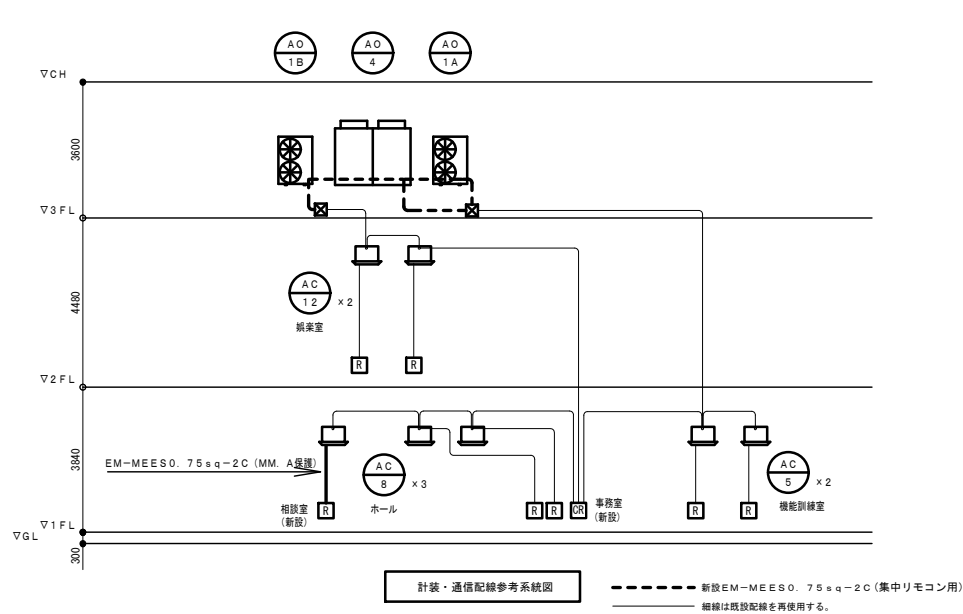 AO
1B
AO
4
AO
1A
▽CH
3600
▽3FL
AC
12
×2
娯楽室
4480
R
R
▽2FL
3840
EM-MEES0.75sq-2C(MM.A保護)
AC
8
×3
ホール
AC
5
×2
機能訓練室
相談室
(新設)
R
R
R
CR
事務室
(新設)
R
R
▽1FL
▽GL
300
計装・通信配線参考系統図
新設EM-MEES0.75sq-2C(集中リモコン用)
細線は既設配線を再使用する。